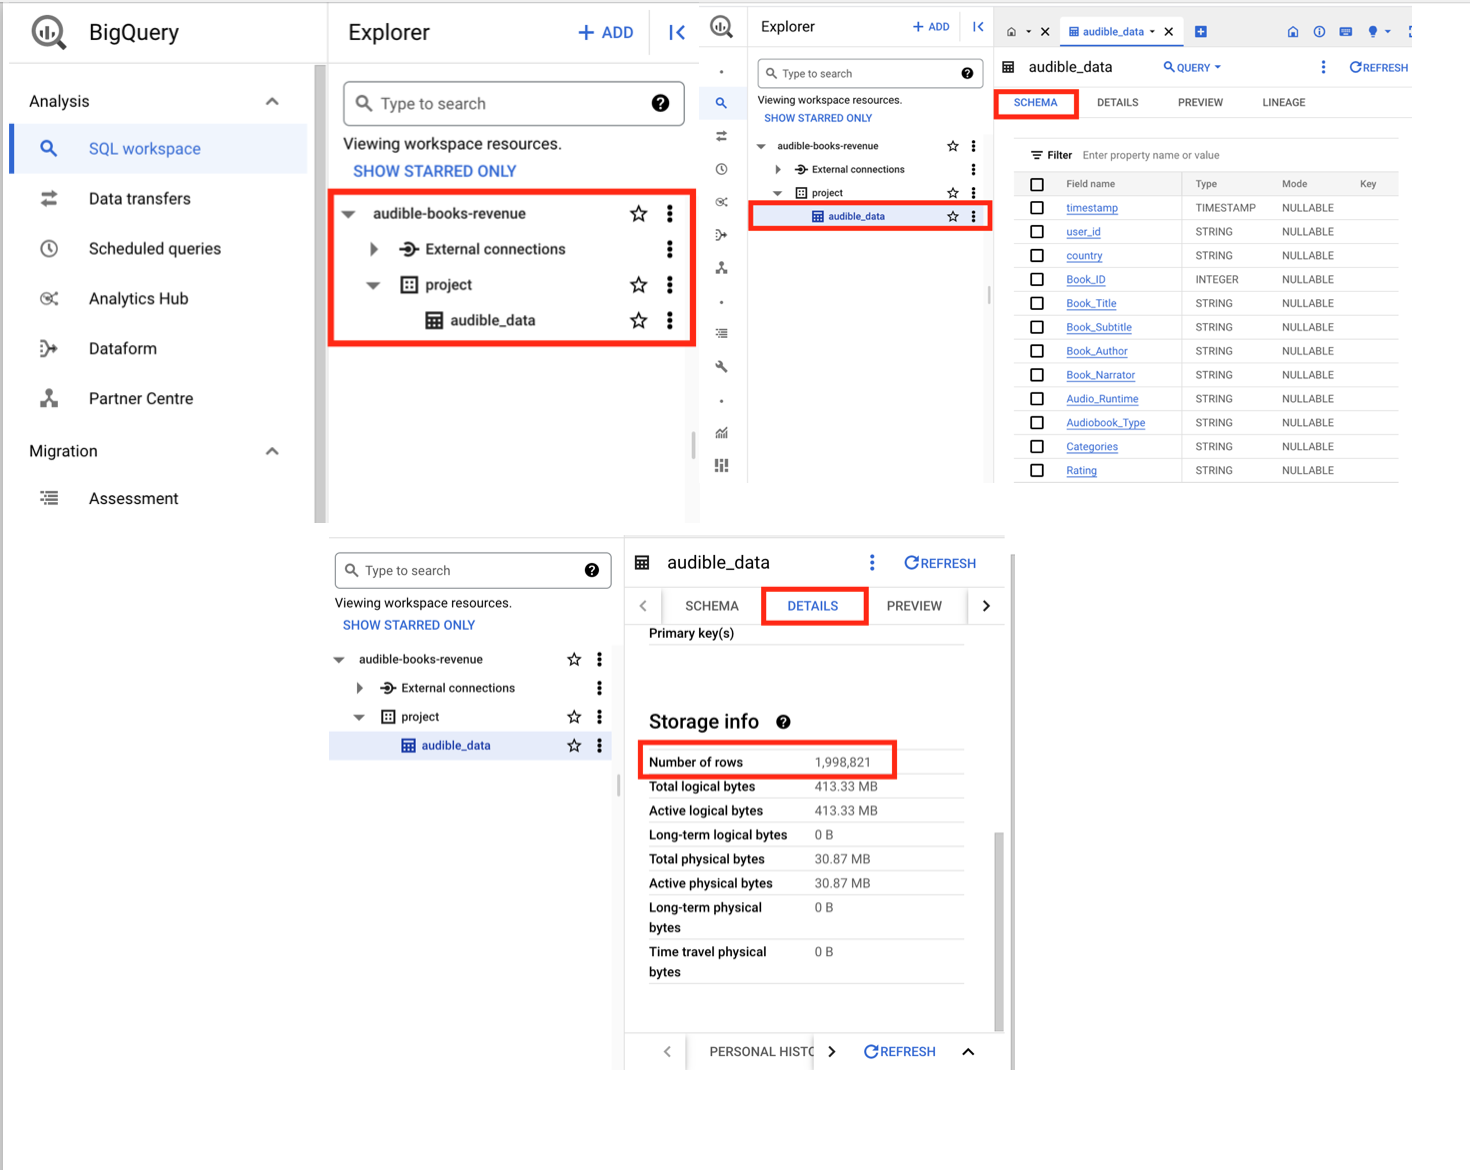 BigQuery
Analysis
SQL workspace
Data transfers
Scheduled queries
Analytics Hub
Dataform
Partner Centre
Migration
Assessment
Explorer
+ ADD
Type to search
Viewing workspace resources.
SHOW STARRED ONLY
audible-books-revenue
External connections
project
audible_data
Explorer
+ ADD
Type to search
Viewing workspace resources.
SHOW STARRED ONLY
audible-books-revenue
External connections
project
audible_data
audible_data
audible_data
QUERY
REFRESH
SCHEMA DETAILS PREVIEW LINEAGE
Filter Enter property name or value
Field name Type Mode Key
timestamp TIMESTAMP NULLABLE
user_id STRING NULLABLE
country STRING NULLABLE
Book_ID INTEGER NULLABLE
Book_Title STRING NULLABLE
Book_Subtitle STRING NULLABLE
Book_Author STRING NULLABLE
Book_Narrator STRING NULLABLE
Audio_Runtime STRING NULLABLE
Audiobook_Type STRING NULLABLE
Categories STRING NULLABLE
Rating STRING NULLABLE
Type to search
Viewing workspace resources.
SHOW STARRED ONLY
audible-books-revenue
External connections
project
audible_data
audible_data
REFRESH
SCHEMA DETAILS PREVIEW
Primary key(s)
Storage info
Number of rows 1,998,821
Total logical bytes 413.33 MB
Active logical bytes 413.33 MB
Long-term logical bytes 0 B
Total physical bytes 30.87 MB
Active physical bytes 30.87 MB
Long-term physical 0 B
bytes
Time travel physical 0 B
bytes
PERSONAL HISTO
REFRESH